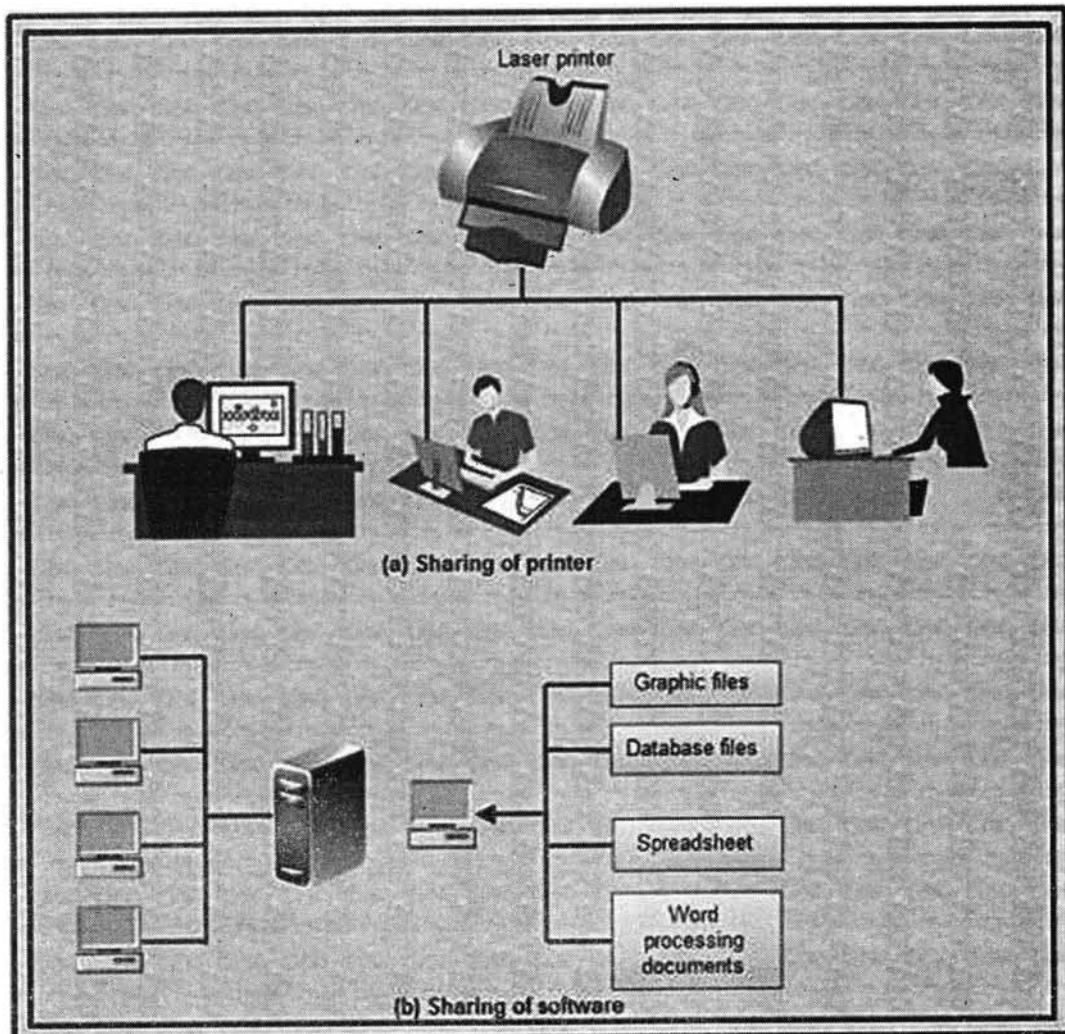 Laser printer
(a) Sharing of printer
Graphic files
Database files
Spreadsheet
Word
processing
documents
(b) Sharing of software